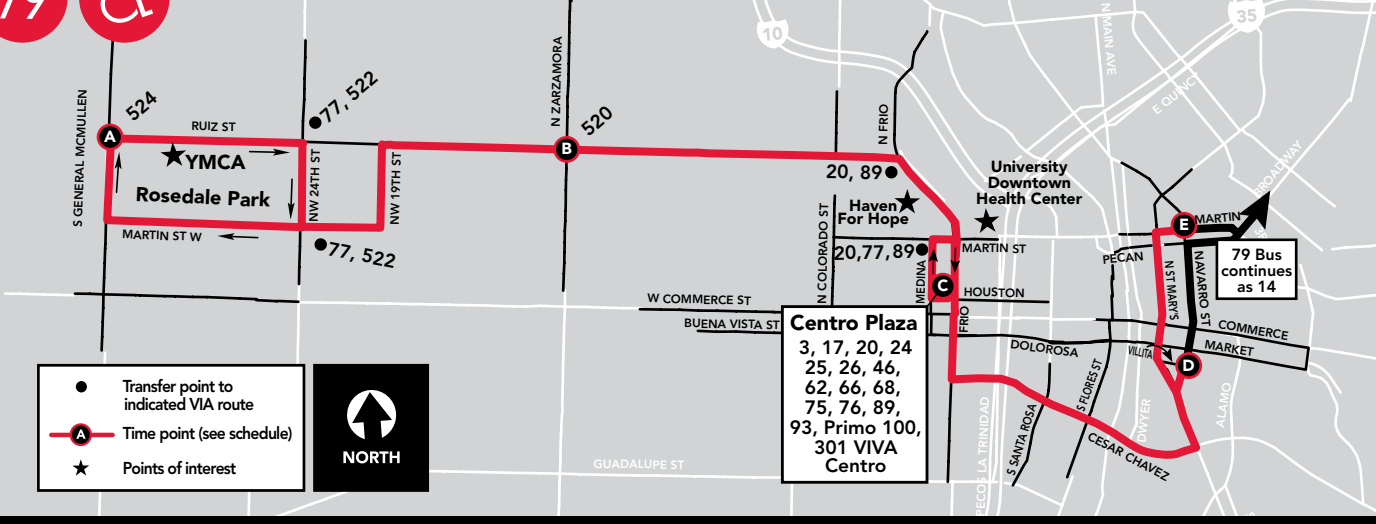 79
10
35
N MAIN AVE
E QUINCY
BROADWAY
N ZARZAMORA
N FRIO
S GENERAL MCMULLEN
524
77, 522
520
A
RUIZ ST
B
YMCA
Rosedale Park
NW 24TH ST
NW 19TH ST
MARTIN ST W
77, 522
20, 89
Haven
For Hope
University
Downtown
Health Center
N COLORADO ST
20,77,89
MEDINA
MARTIN ST
C
HOUSTON
FRIO
E
MARTIN
PECAN
N ST MARY'S
NAVARRO ST
79 Bus
continues
as 14
W COMMERCE ST
BUENA VISTA ST
DOLOROSA
COMMERCE
MARKET
VILLITA
D
Centro Plaza
3, 17, 20, 24
25, 26, 46,
62, 66, 68,
75, 76, 89,
93, Primo 100,
301 VIVA
Centro
S FLORES ST
S SANTA ROSA
DWYER
ALAMO
CESAR CHAVEZ
PECOS LA TRINIDAD
GUADALUPE ST
Transfer point to
indicated VIA route
A
Time point (see schedule)
Points of interest
NORTH